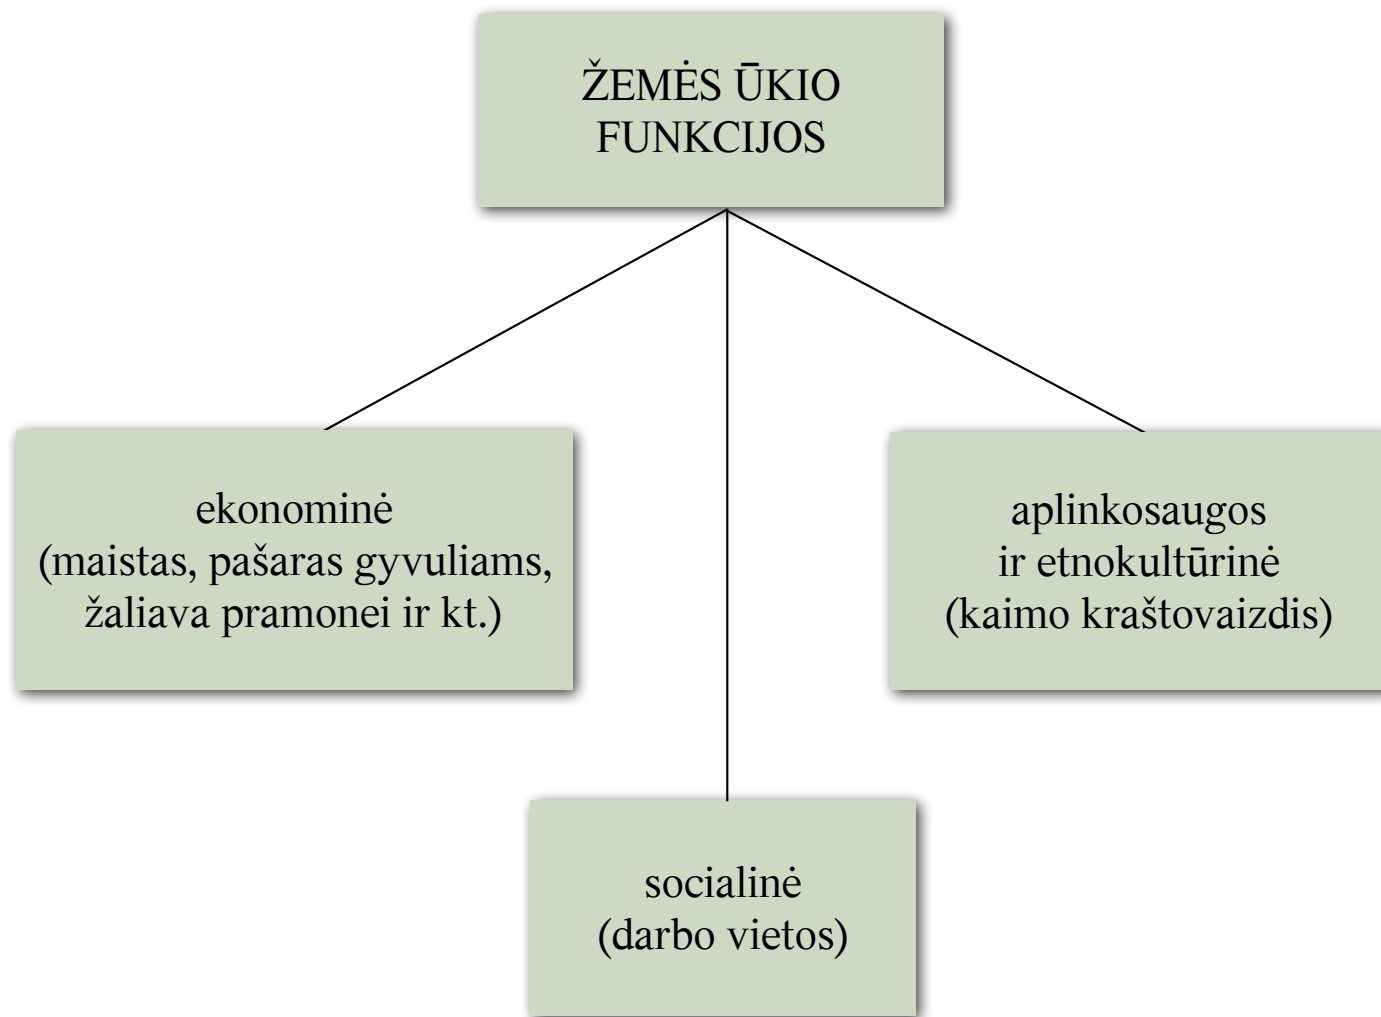 ŽEMĖS ŪKIO
FUNKCIJOS
ekonominė
(maistas, pašaras gyvuliams,
žaliava pramonei ir kt.)
aplinkosaugos
ir etnokultūrinė
(kaimo kraštovaizdis)
socialinė
(darbo vietos)